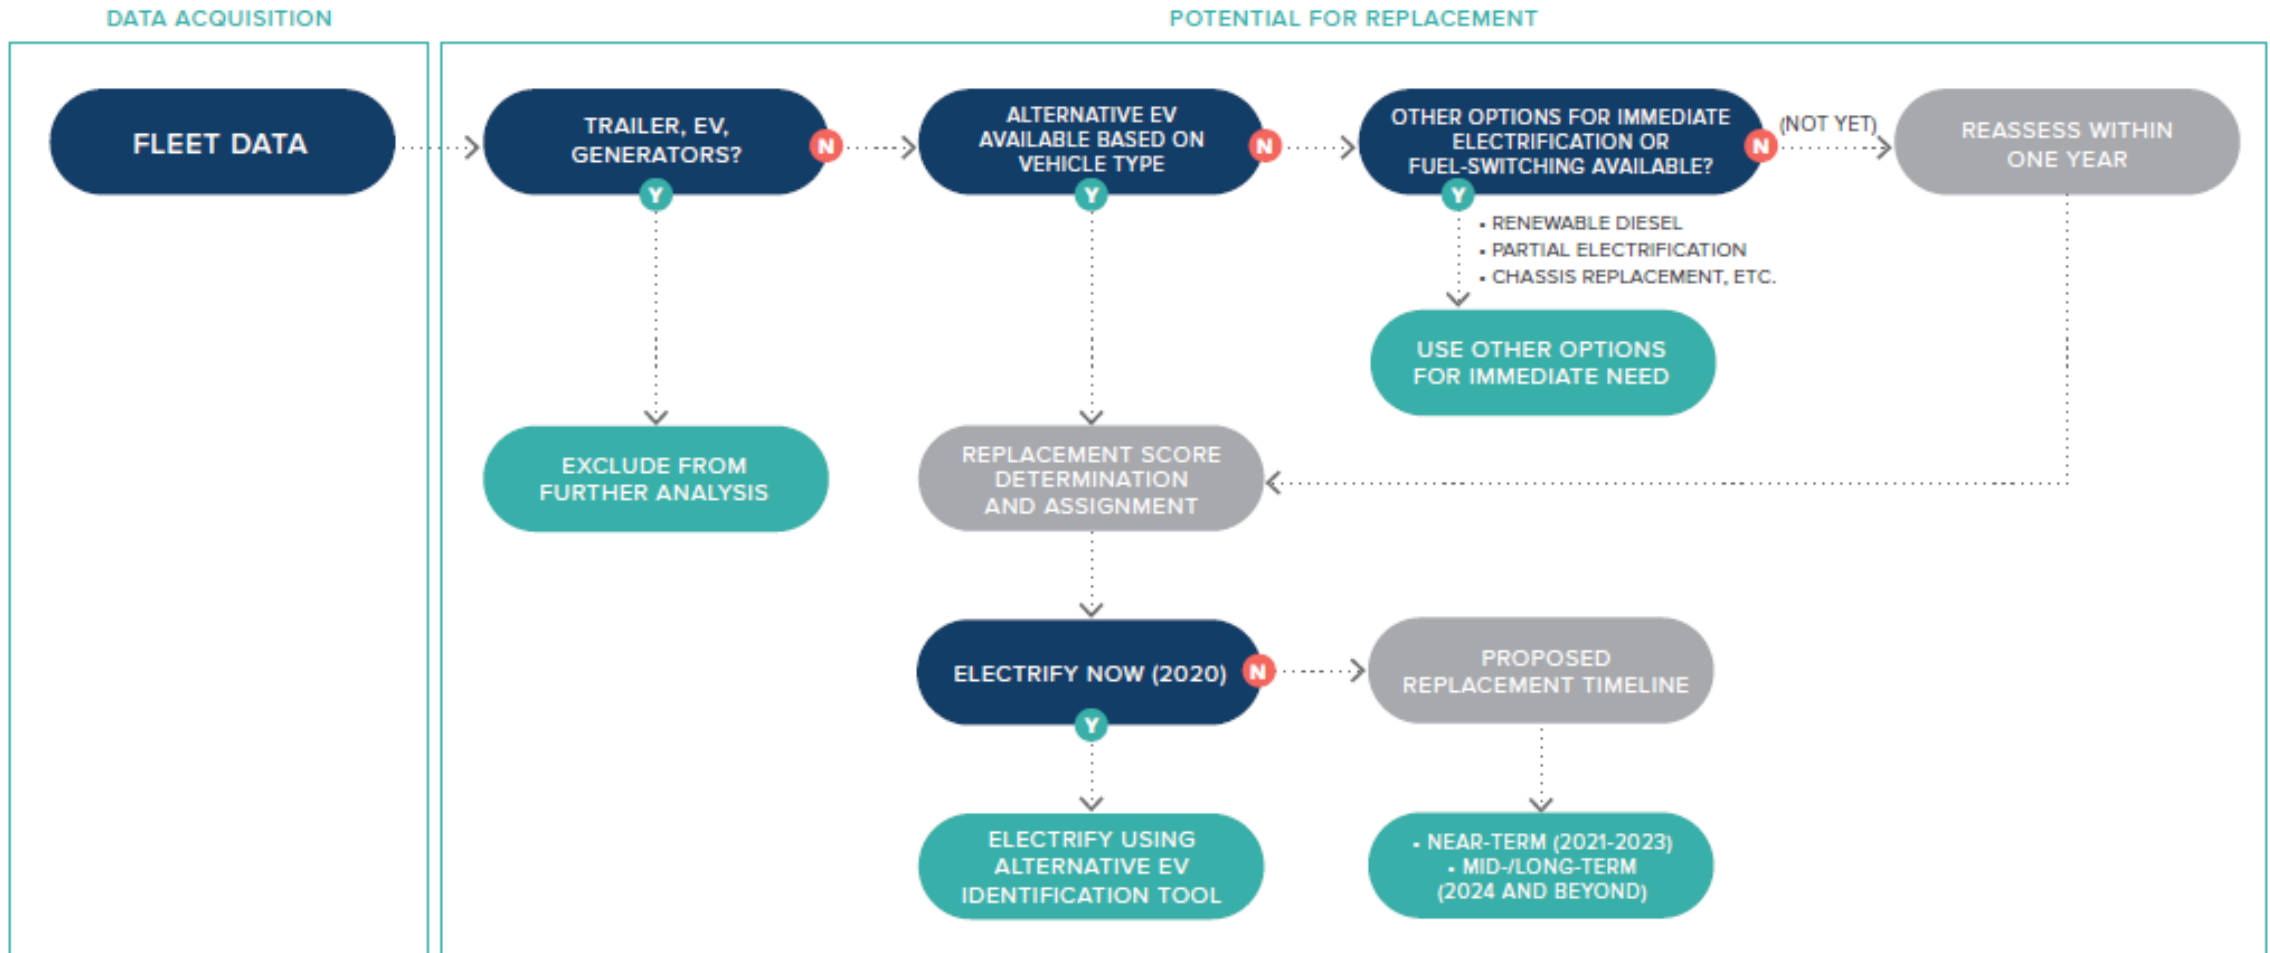 DATA ACQUISITION
POTENTIAL FOR REPLACEMENT
FLEET DATA
TRAILER, EV,
GENERATORS?
N
Y
ALTERNATIVE EV
AVAILABLE BASED ON
VEHICLE TYPE
N
Y
OTHER OPTIONS FOR IMMEDIATE
ELECTRIFICATION OR
FUEL-SWITCHING AVAILABLE?
N
Y
(NOT YET)
REASSESS WITHIN
ONE YEAR
▪ RENEWABLE DIESEL
▪ PARTIAL ELECTRIFICATION
▪ CHASSIS REPLACEMENT, ETC.
USE OTHER OPTIONS
FOR IMMEDIATE NEED
EXCLUDE FROM
FURTHER ANALYSIS
REPLACEMENT SCORE
DETERMINATION
AND ASSIGNMENT
ELECTRIFY NOW (2020)
N
Y
PROPOSED
REPLACEMENT TIMELINE
ELECTRIFY USING
ALTERNATIVE EV
IDENTIFICATION TOOL
▪ NEAR-TERM (2021-2023)
▪ MID-/LONG-TERM
(2024 AND BEYOND)